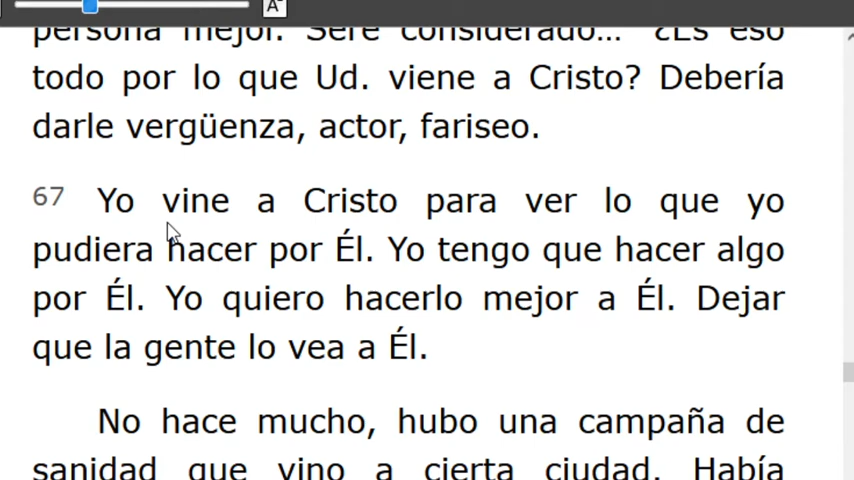 A
persona mejor. Seré considerado… ¿Es eso
todo por lo que Ud. viene a Cristo? Debería
darle vergüenza, actor, fariseo.
67 Yo vine a Cristo para ver lo que yo
pudiera hacer por Él. Yo tengo que hacer algo
por Él. Yo quiero hacerlo mejor a Él. Dejar
que la gente lo vea a Él.
No hace mucho, hubo una campaña de
sanidad que vino a cierta ciudad. Había